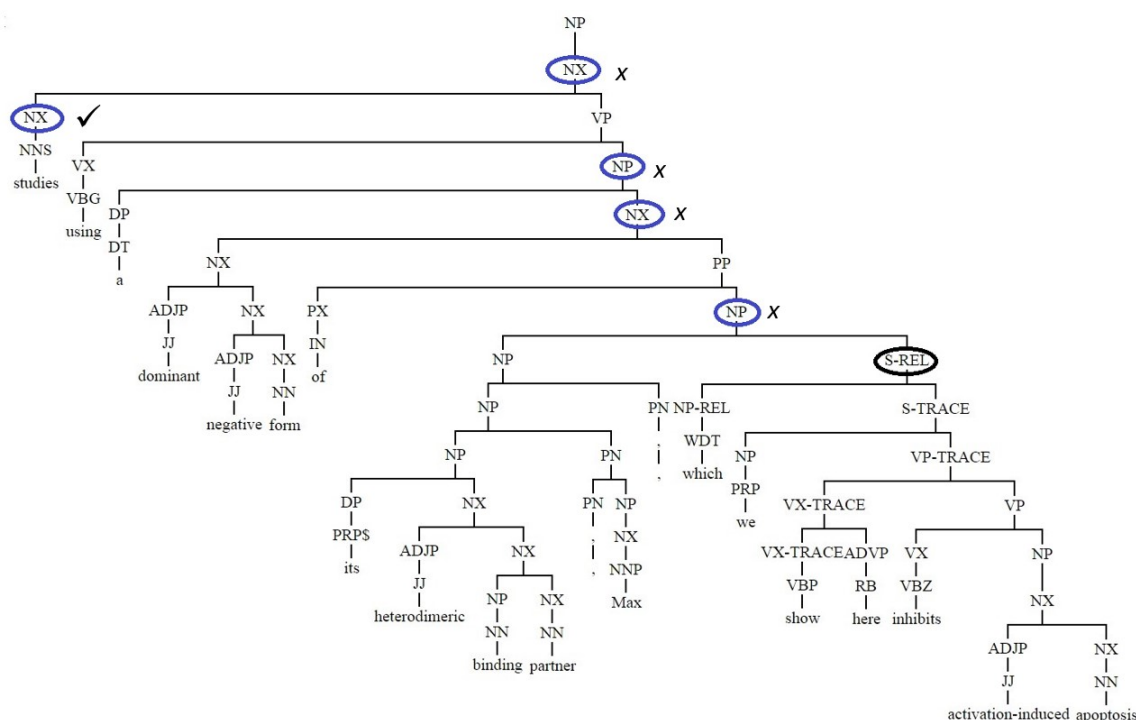 NP
NX x
NX ✓ VP
NNS VX NP x
studies VBG DP NX x
using DT
a NX PP
ADJP NX PX NP x
JJ ADJP NX IN NP S-REL
dominant JJ NN of
negative form NP PN NP-REL S-TRACE
, WDT
NP PN , which NP VP-TRACE
PRP
DP NX PN NP we VX-TRACE VP
PRP$ , NX
its ADJP NX , NNP VX-TRACE ADVP VX NP
JJ Max VBP RB VBZ
heterodimeric NP NX show here inhibits NX
NN NN
binding partner ADJP NX
JJ NN
activation-induced apoptosis